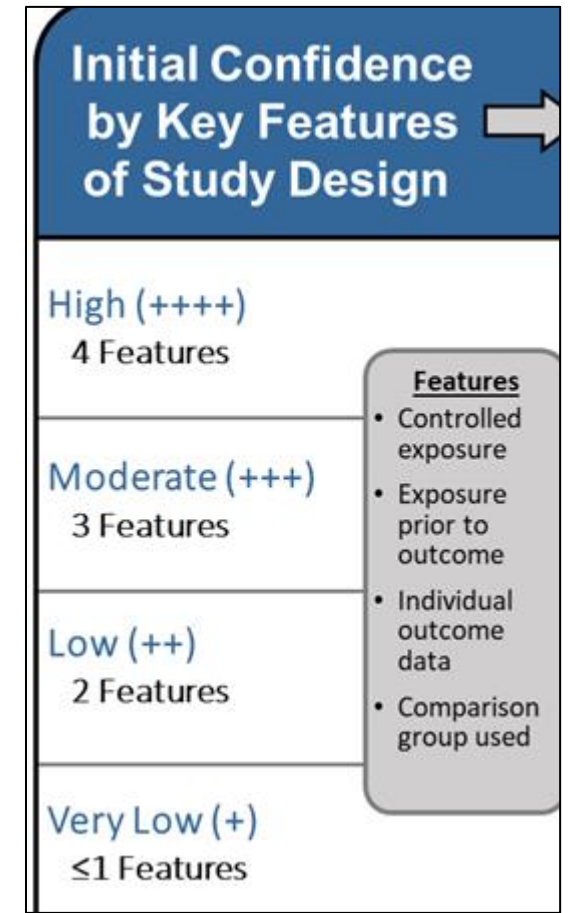 Initial Confidence
by Key Features
of Study Design
High (++++)
4 Features
Moderate (+++)
3 Features
Low (++)
2 Features
Very Low (+)
≤1 Features
Features
• Controlled
exposure
• Exposure
prior to
outcome
• Individual
outcome
data
• Comparison
group used